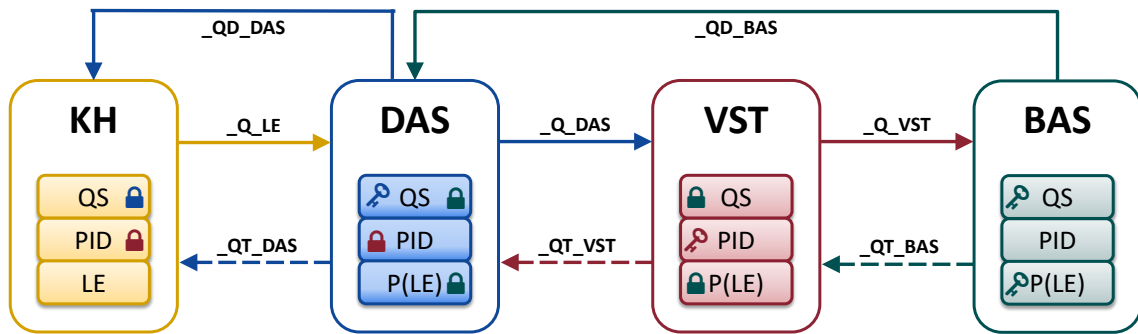 _QD_DAS
_QD_BAS
KH
_Q_LE
DAS
_Q_DAS
VST
_Q_VST
BAS
QS
PID
LE
_QT_DAS
QS
PID
P(LE)
_QT_VST
QS
PID
P(LE)
_QT_BAS
QS
PID
P(LE)